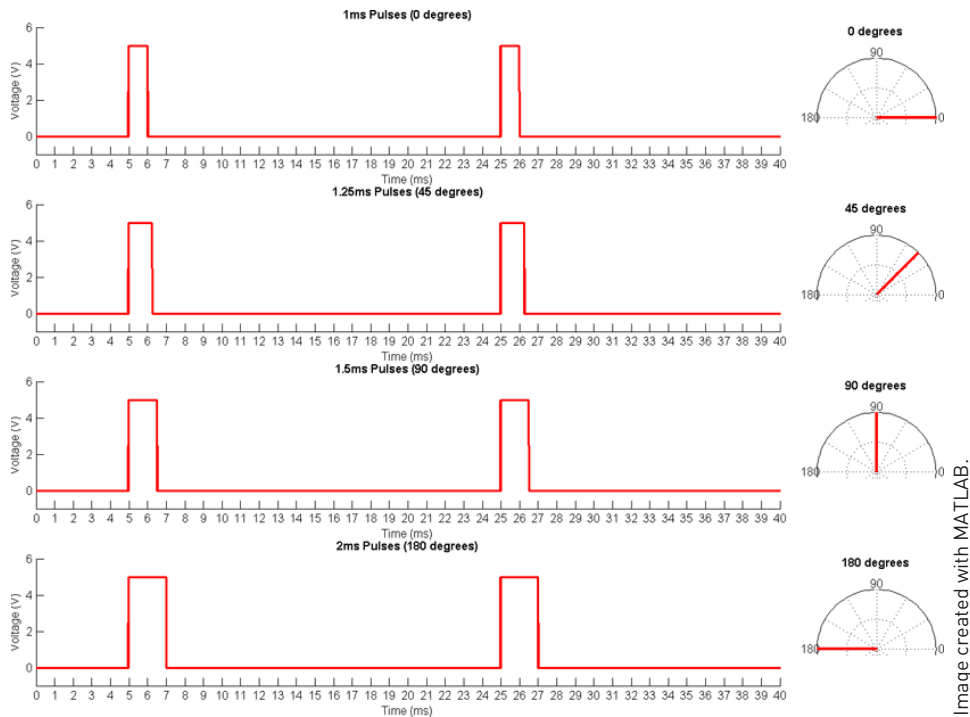 1ms Pulses (0 degrees)
6
4
2
0
Voltage (V)
0 1 2 3 4 5 6 7 8 9 10 11 12 13 14 15 16 17 18 19 20 21 22 23 24 25 26 27 28 29 30 31 32 33 34 35 36 37 38 39 40
Time (ms)
0 degrees
90
180 0
1.25ms Pulses (45 degrees)
6
4
2
0
Voltage (V)
0 1 2 3 4 5 6 7 8 9 10 11 12 13 14 15 16 17 18 19 20 21 22 23 24 25 26 27 28 29 30 31 32 33 34 35 36 37 38 39 40
Time (ms)
45 degrees
90
180 0
1.5ms Pulses (90 degrees)
6
4
2
0
Voltage (V)
0 1 2 3 4 5 6 7 8 9 10 11 12 13 14 15 16 17 18 19 20 21 22 23 24 25 26 27 28 29 30 31 32 33 34 35 36 37 38 39 40
Time (ms)
90 degrees
90
180 0
2ms Pulses (180 degrees)
6
4
2
0
Voltage (V)
0 1 2 3 4 5 6 7 8 9 10 11 12 13 14 15 16 17 18 19 20 21 22 23 24 25 26 27 28 29 30 31 32 33 34 35 36 37 38 39 40
Time (ms)
180 degrees
90
180 0
Image created with MATLAB.